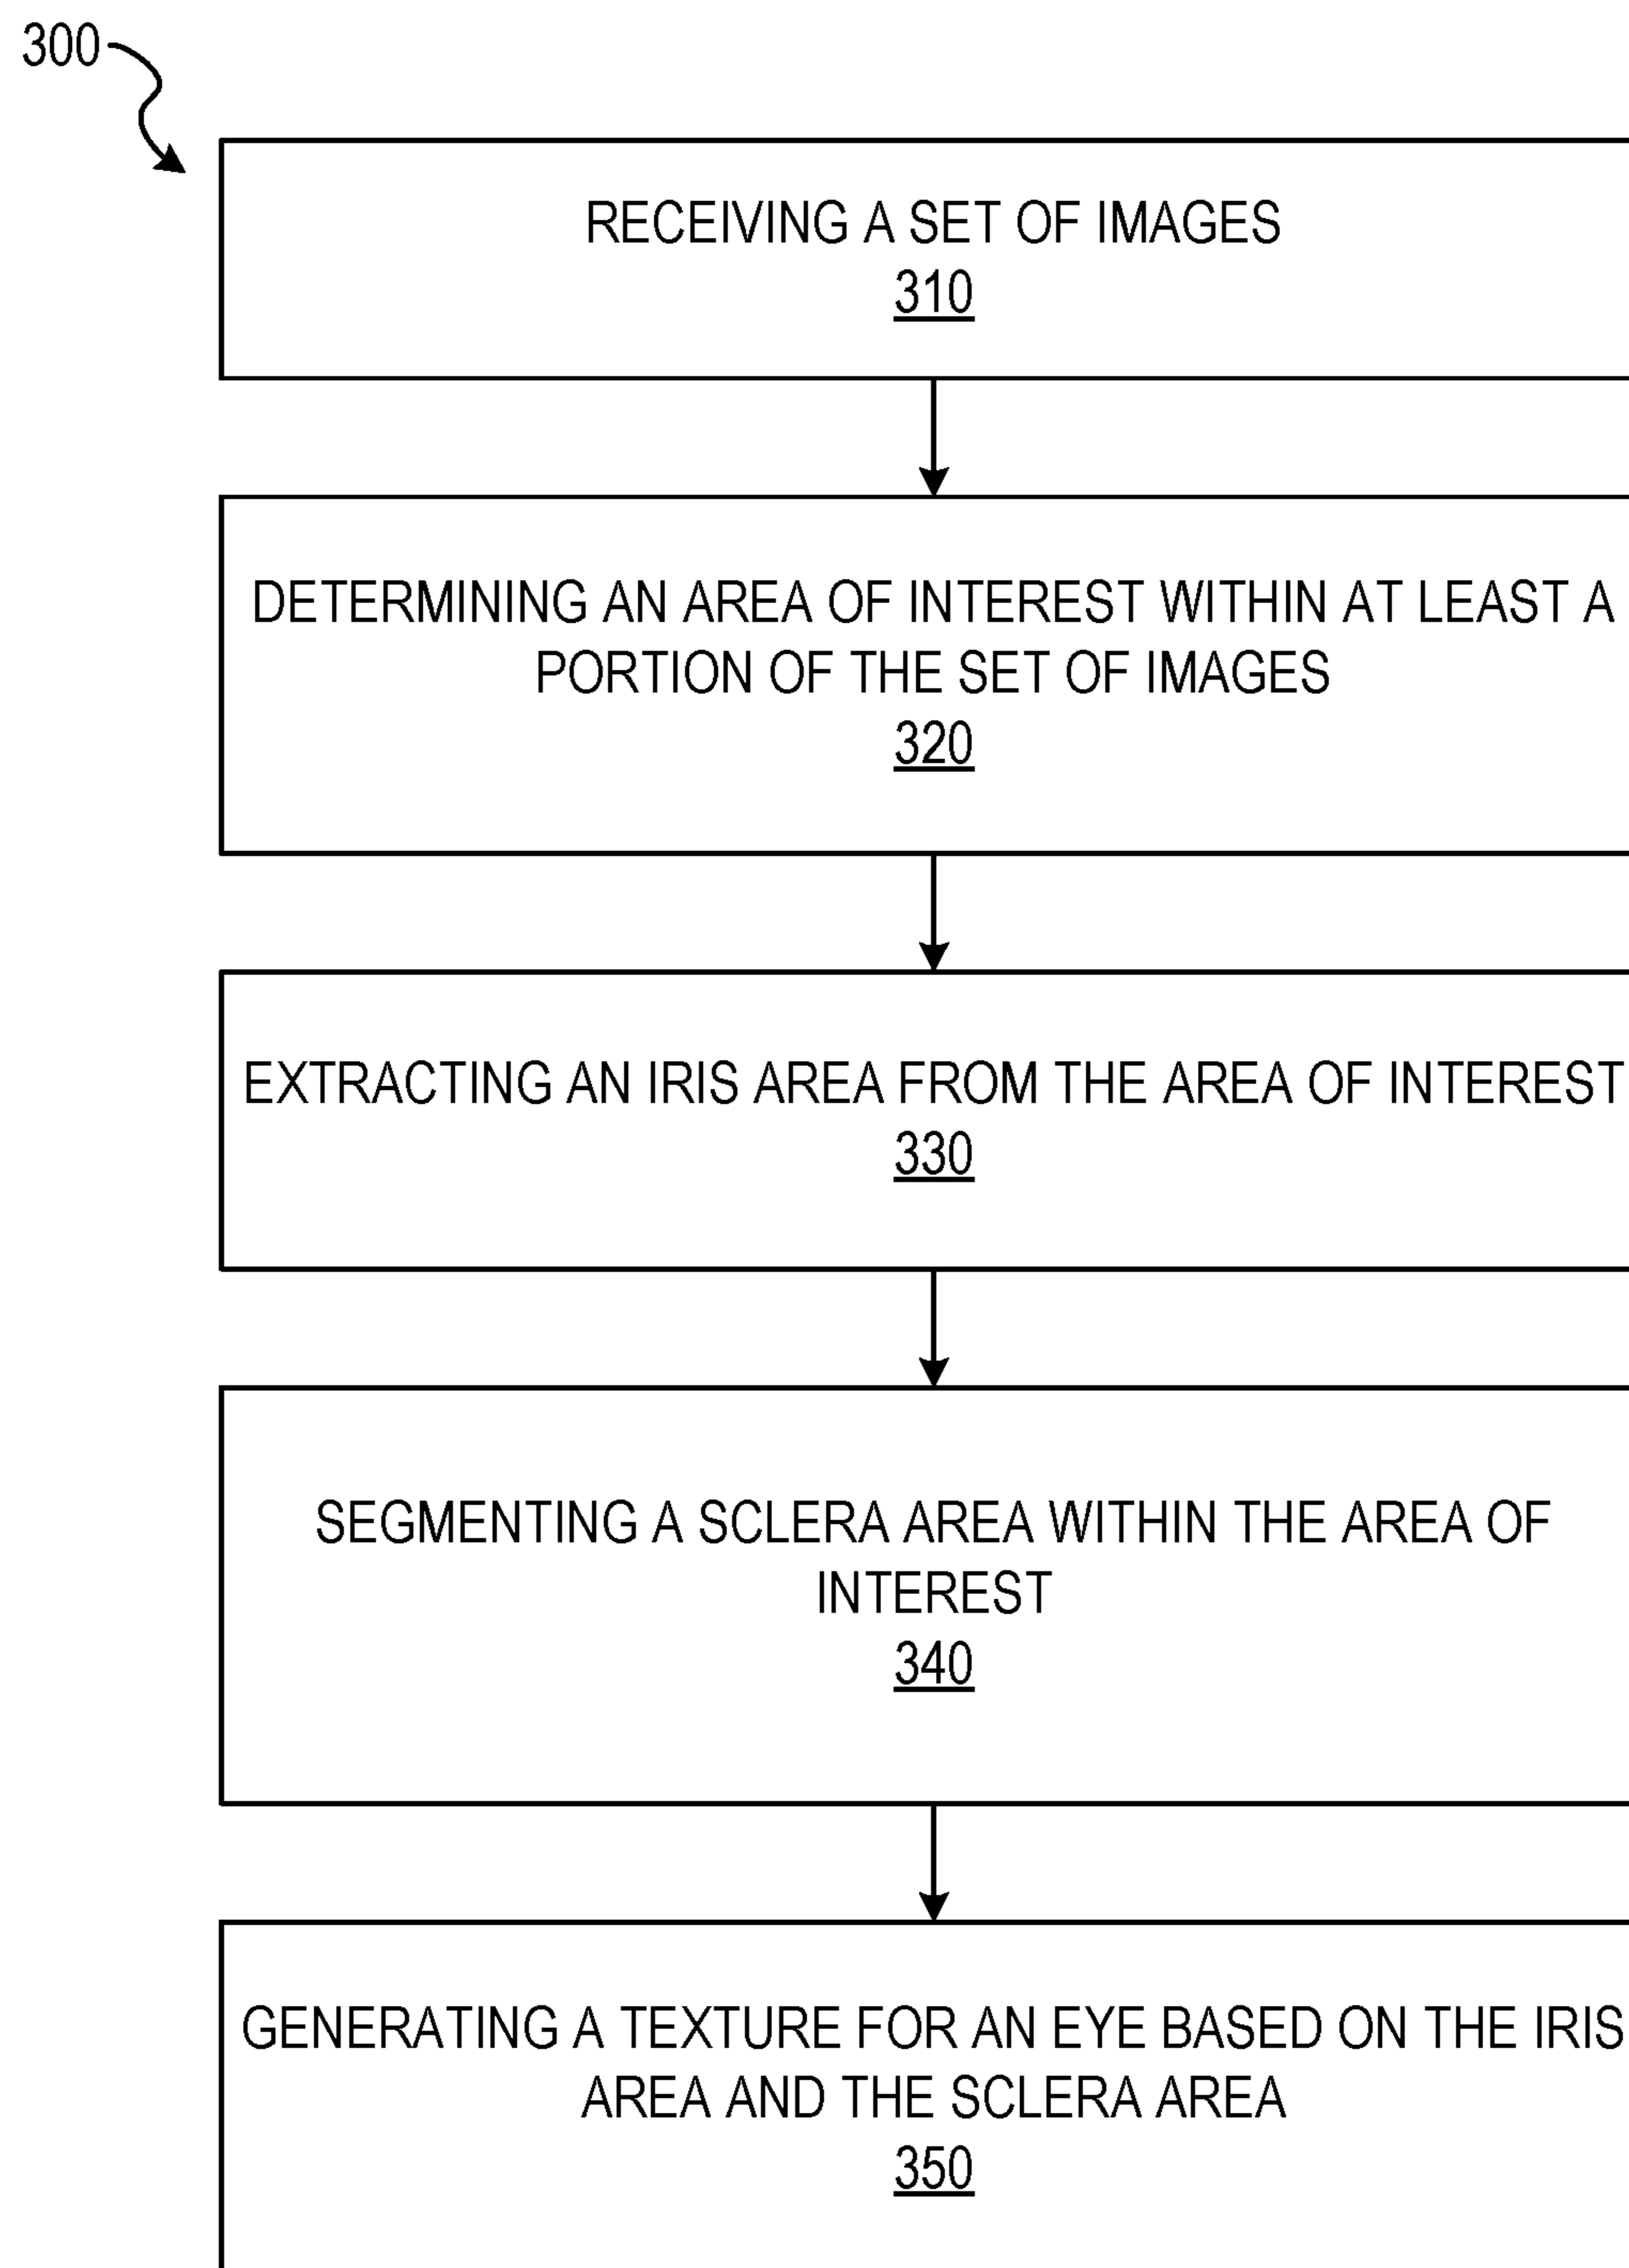 300
RECEIVING A SET OF IMAGES
310
DETERMINING AN AREA OF INTEREST WITHIN AT LEAST A
PORTION OF THE SET OF IMAGES
320
EXTRACTING AN IRIS AREA FROM THE AREA OF INTEREST
330
SEGMENTING A SCLERA AREA WITHIN THE AREA OF
INTEREST
340
GENERATING A TEXTURE FOR AN EYE BASED ON THE IRIS
AREA AND THE SCLERA AREA
350